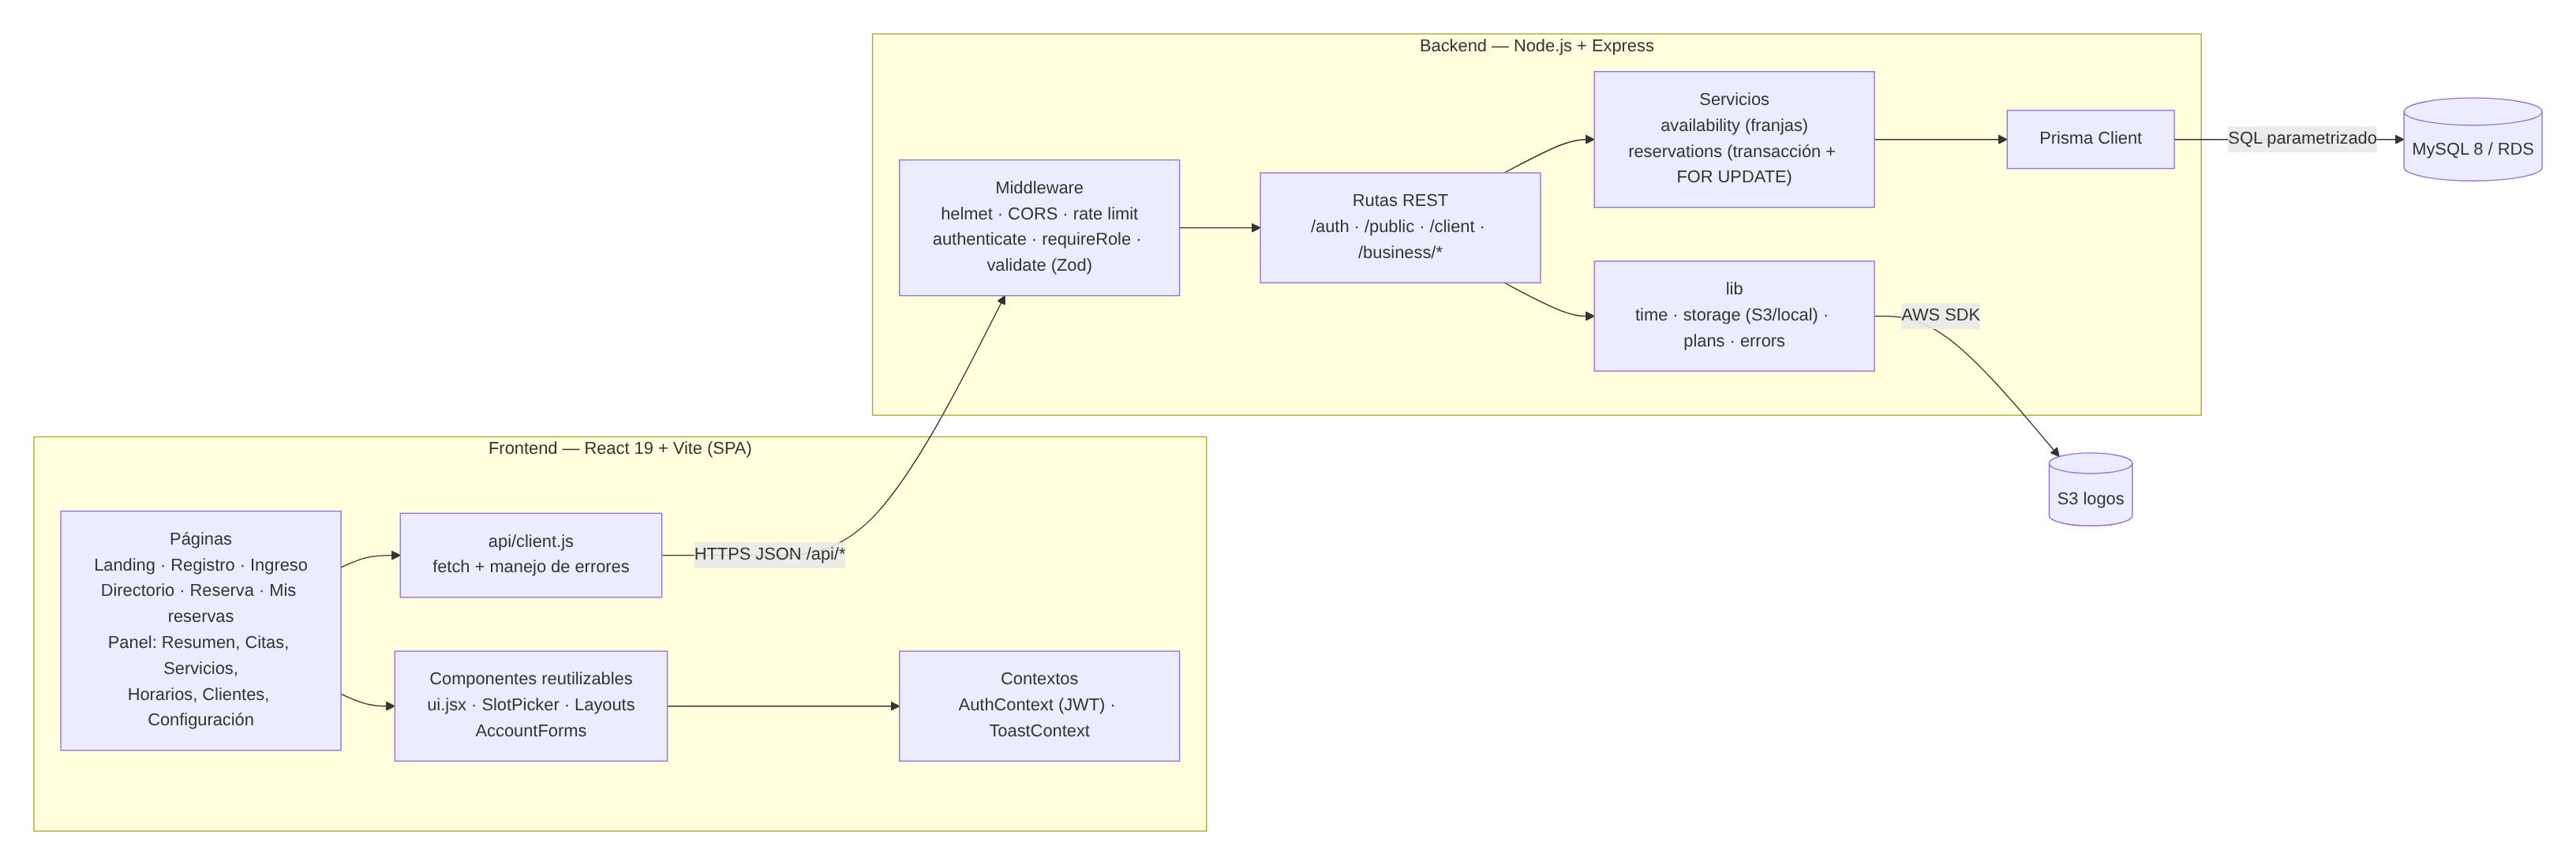 Backend — Node.js + Express
Middleware
helmet · CORS · rate limit
authenticate · requireRole ·
validate (Zod)
Rutas REST
/auth · /public · /client ·
/business/*
Servicios
availability (franjas)
reservations (transacción +
FOR UPDATE)
Prisma Client
SQL parametrizado
MySQL 8 / RDS
lib
time · storage (S3/local) ·
plans · errors
AWS SDK
S3 logos
Frontend — React 19 + Vite (SPA)
Páginas
Landing · Registro · Ingreso
Directorio · Reserva · Mis
reservas
Panel: Resumen, Citas,
Servicios,
Horarios, Clientes,
Configuración
api/client.js
fetch + manejo de errores
HTTPS JSON /api/*
Componentes reutilizables
ui.jsx · SlotPicker · Layouts
AccountForms
Contextos
AuthContext (JWT) ·
ToastContext